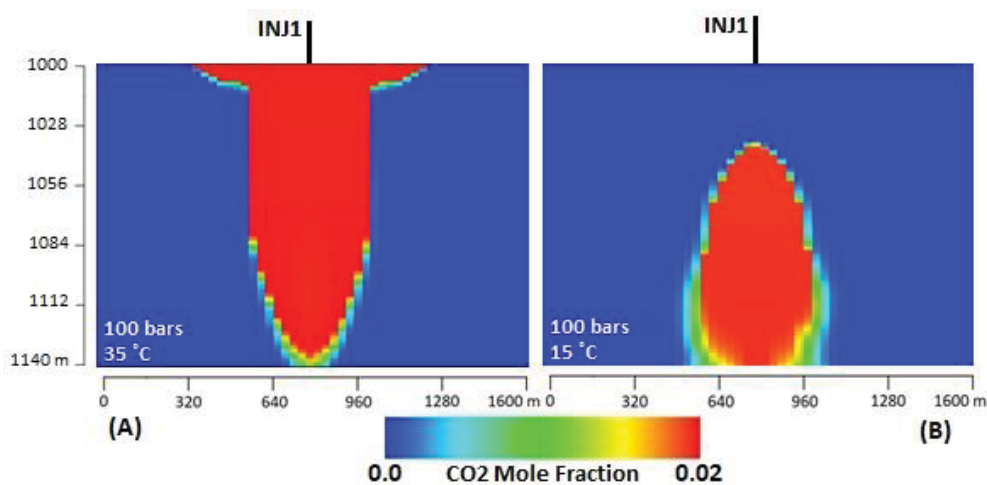 INJ1
INJ1
1000
1028
1056
1084
1112
1140 m
100 bars
35 ˚C
100 bars
15 ˚C
0 320 640 960 1280 1600 m
0 320 640 960 1280 1600 m
(A)
(B)
0.0 CO2 Mole Fraction 0.02